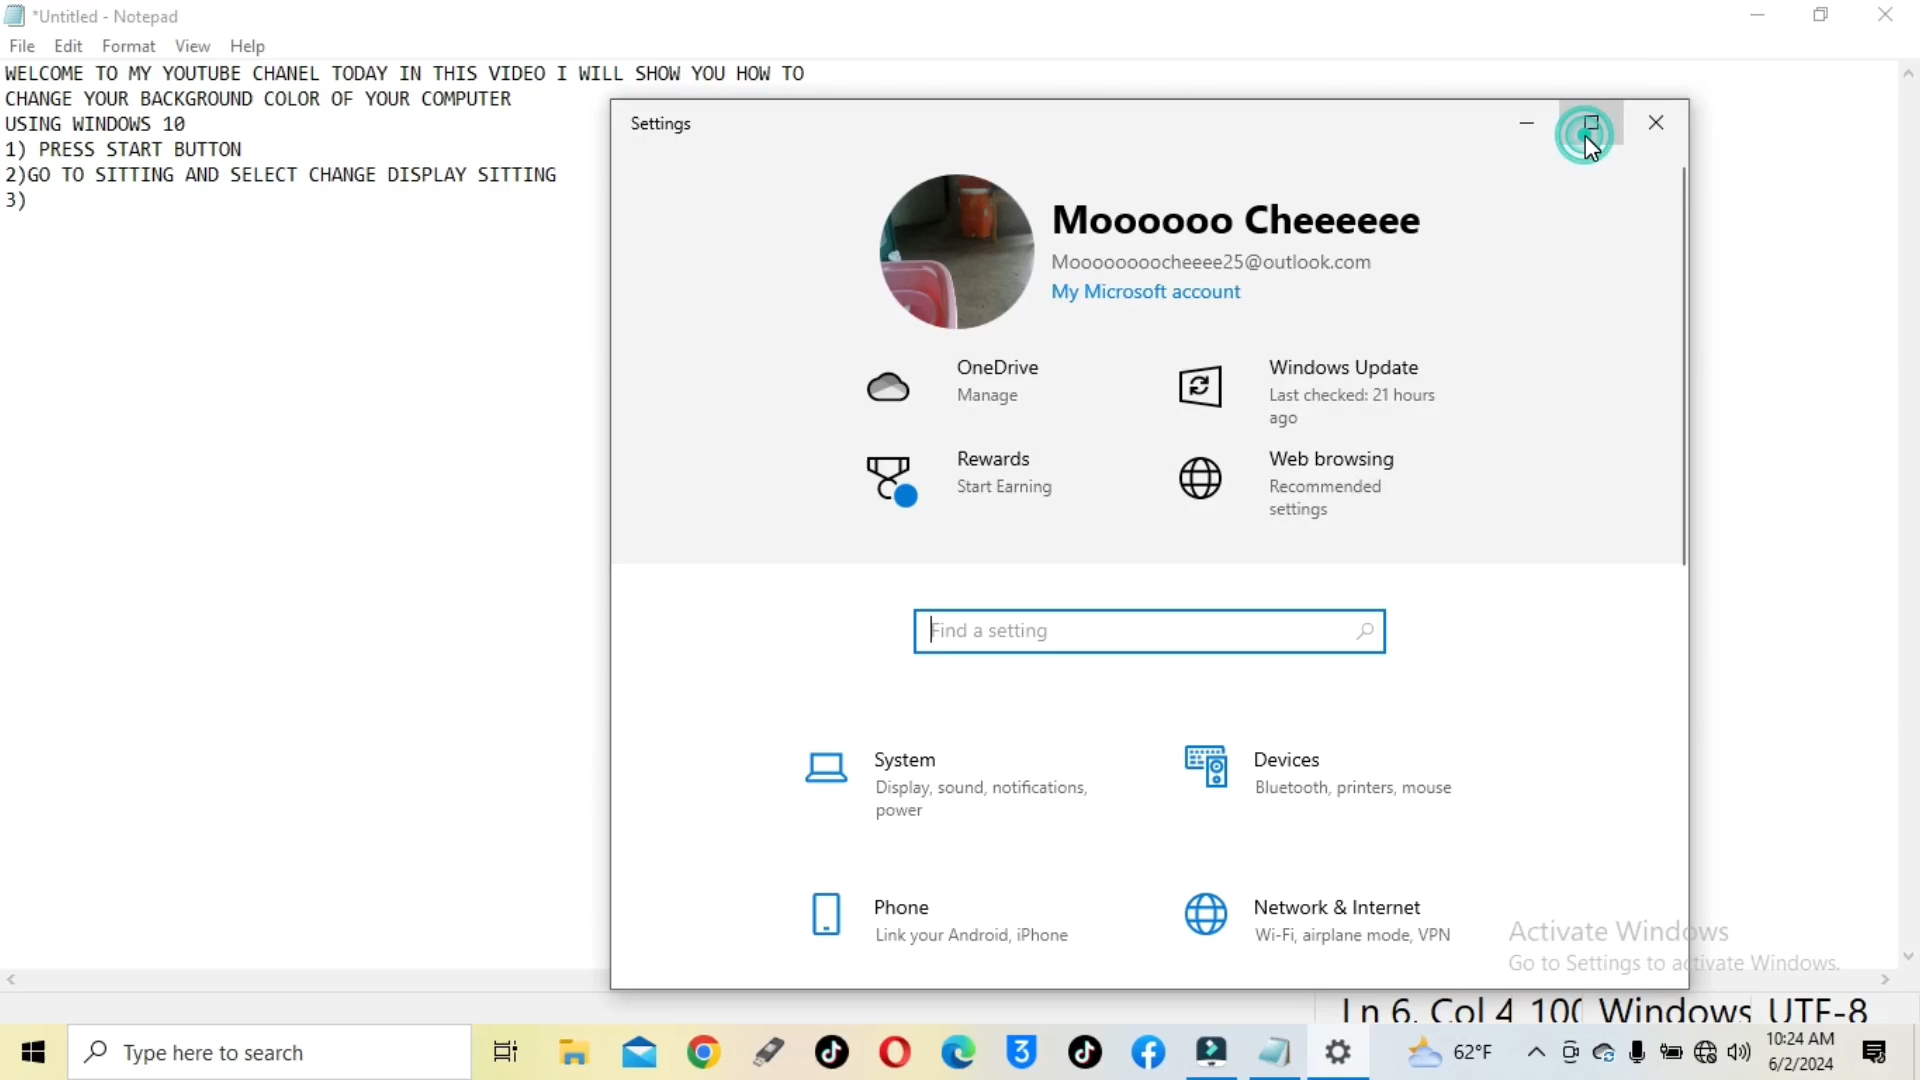 *Untitled - Notepad
File Edit Format View Help
WELCOME TO MY YOUTUBE CHANEL TODAY IN THIS VIDEO I WILL SHOW YOU HOW TO
CHANGE YOUR BACKGROUND COLOR OF YOUR COMPUTER
USING WINDOWS 10
1) PRESS START BUTTON
2)GO TO SITTING AND SELECT CHANGE DISPLAY SITTING
3)
Settings
Moooooo Cheeeeee
Moooooooocheeee25@outlook.com
My Microsoft account
OneDrive
Manage
Windows Update
Last checked: 21 hours
ago
Rewards
Start Earning
Web browsing
Recommended
settings
Find a setting
System
Display, sound, notifications,
power
Devices
Bluetooth, printers, mouse
Phone
Link your Android, iPhone
Network & Internet
Wi-Fi, airplane mode, VPN
Activate Windows
Go to Settings to activate Windows.
Ln 6, Col 4 100 Windows UTF-8
Type here to search
3
62°F
10:24 AM
6/2/2024